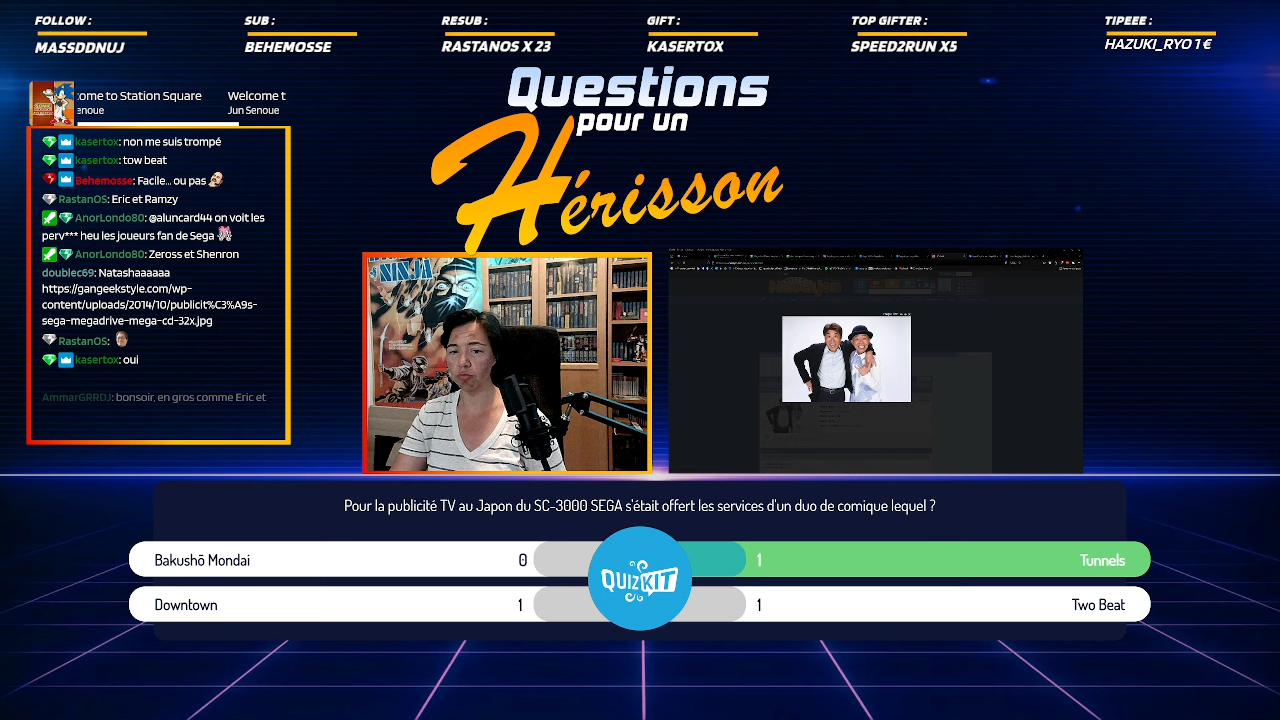 FOLLOW :
MASSDDNUJ
SUB :
BEHEMOSSE
RESUB :
RASTANOS X 23
GIFT :
KASERTOX
TOP GIFTER :
SPEED2RUN X5
TIPEEE :
HAZUKI_RYO 1 €
ome to Station Square Welcome t
enoue Jun Senoue
Questions
pour un
Hérisson
kasertox: non me suis trompé
kasertox: tow beat
Behemosse: Facile... ou pas
RastanOS: Eric et Ramzy
AnorLondo80: @aluncard44 on voit les
perv*** heu les joueurs fan de Sega
AnorLondo80: Zeross et Shenron
doublec69: Natashaaaaaa
https://gangeekstyle.com/wp-
content/uploads/2014/10/publicit%C3%A9s-
sega-megadrive-mega-cd-32x.jpg
RastanOS:
kasertox: oui
AmmarGRRDJ: bonsoir, en gros comme Eric et
NINJA
Pour la publicité TV au Japon du SC-3000 SEGA s'était offert les services d'un duo de comique lequel ?
Bakushō Mondai 0
1 Tunnels
Downtown 1
1 Two Beat
QUIZKIT